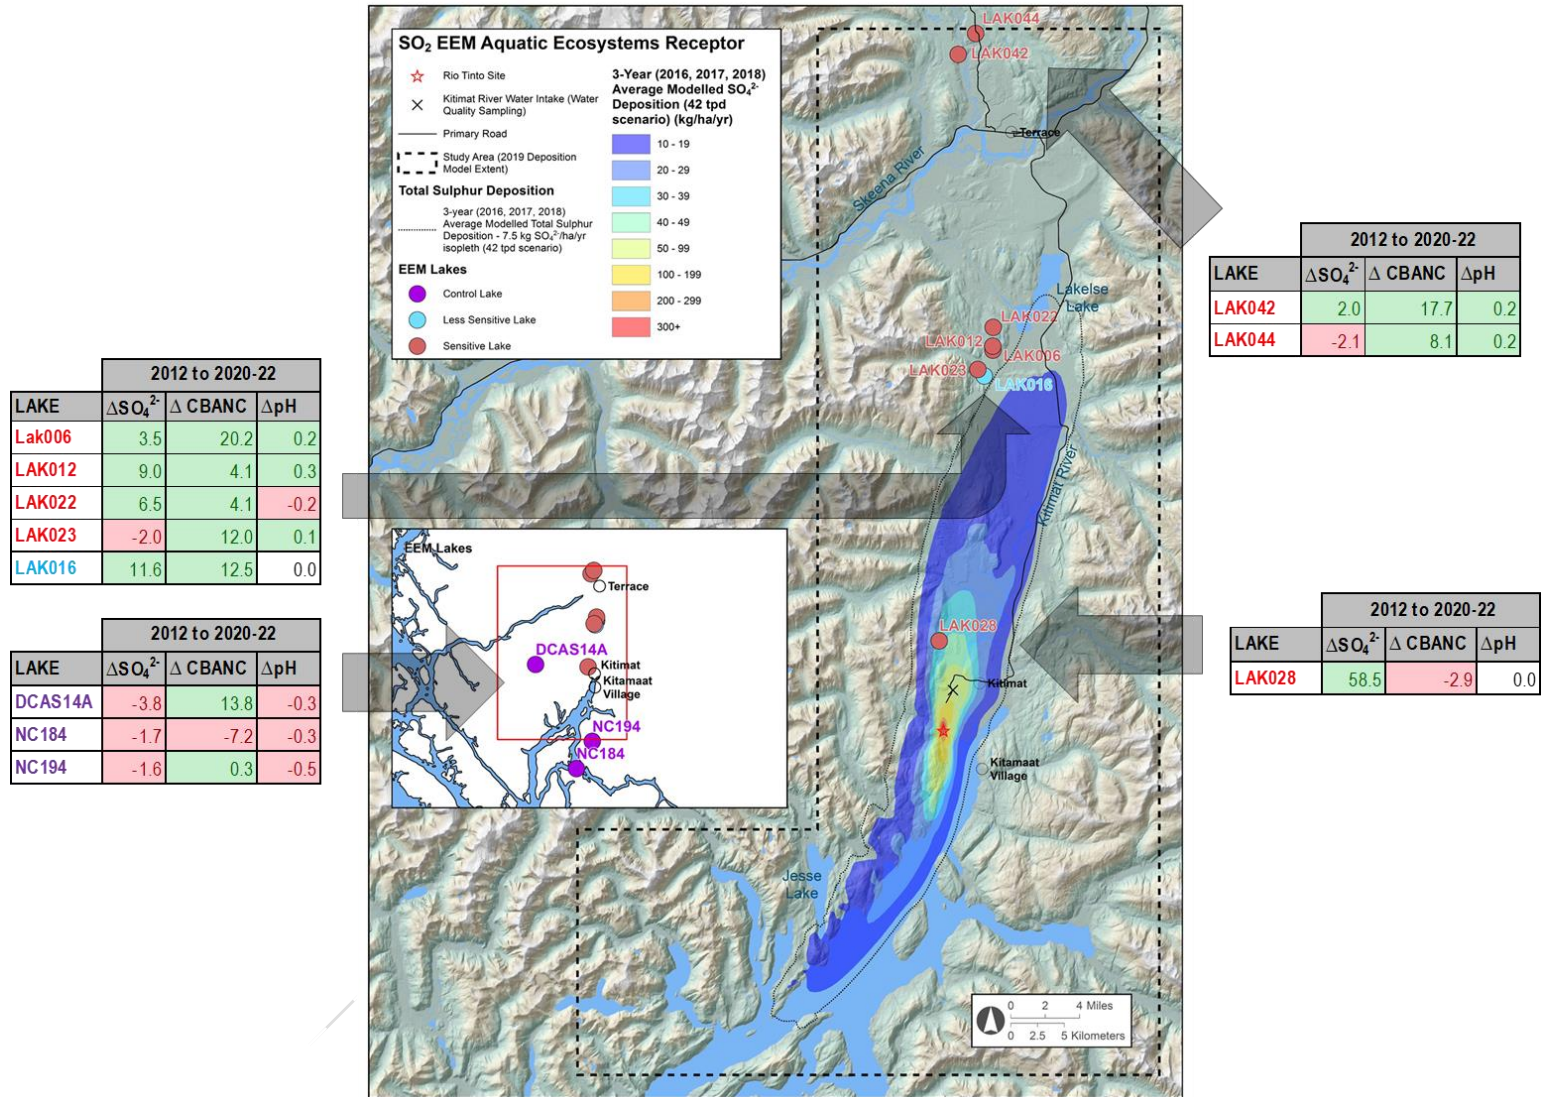 SO₂ EEM Aquatic Ecosystems Receptor
Rio Tinto Site
Kitimat River Water Intake (Water
Quality Sampling)
Primary Road
Study Area (2019 Deposition
Model Extent)
Total Sulphur Deposition
3-year (2016, 2017, 2018)
Average Modelled Total Sulphur
Deposition - 7.5 kg SO₄²⁻/ha/yr
isopleth (42 tpd scenario)
EEM Lakes
Control Lake
Less Sensitive Lake
Sensitive Lake
3-Year (2016, 2017, 2018)
Average Modelled SO₄²⁻
Deposition (42 tpd
scenario) (kg/ha/yr)
10 - 19
20 - 29
30 - 39
40 - 49
50 - 99
100 - 199
200 - 299
300+
LAK044
LAK042
Terrace
Skeena River
Lakelse
Lake
LAK022
LAK012
LAK006
LAK023
LAK016
Kitimat River
LAK028
Kitimat
Kitamaat
Village
Jesse
Lake
0 2 4 Miles
0 2.5 5 Kilometers
EEM Lakes
Terrace
DCAS14A
Kitimat
Kitamaat
Village
NC194
NC184
2012 to 2020-22
LAKE ΔSO₄²⁻ Δ CBANC ΔpH
Lak006 3.5 20.2 0.2
LAK012 9.0 4.1 0.3
LAK022 6.5 4.1 -0.2
LAK023 -2.0 12.0 0.1
LAK016 11.6 12.5 0.0
2012 to 2020-22
LAKE ΔSO₄²⁻ Δ CBANC ΔpH
DCAS14A -3.8 13.8 -0.3
NC184 -1.7 -7.2 -0.3
NC194 -1.6 0.3 -0.5
2012 to 2020-22
LAKE ΔSO₄²⁻ Δ CBANC ΔpH
LAK042 2.0 17.7 0.2
LAK044 -2.1 8.1 0.2
2012 to 2020-22
LAKE ΔSO₄²⁻ Δ CBANC ΔpH
LAK028 58.5 -2.9 0.0